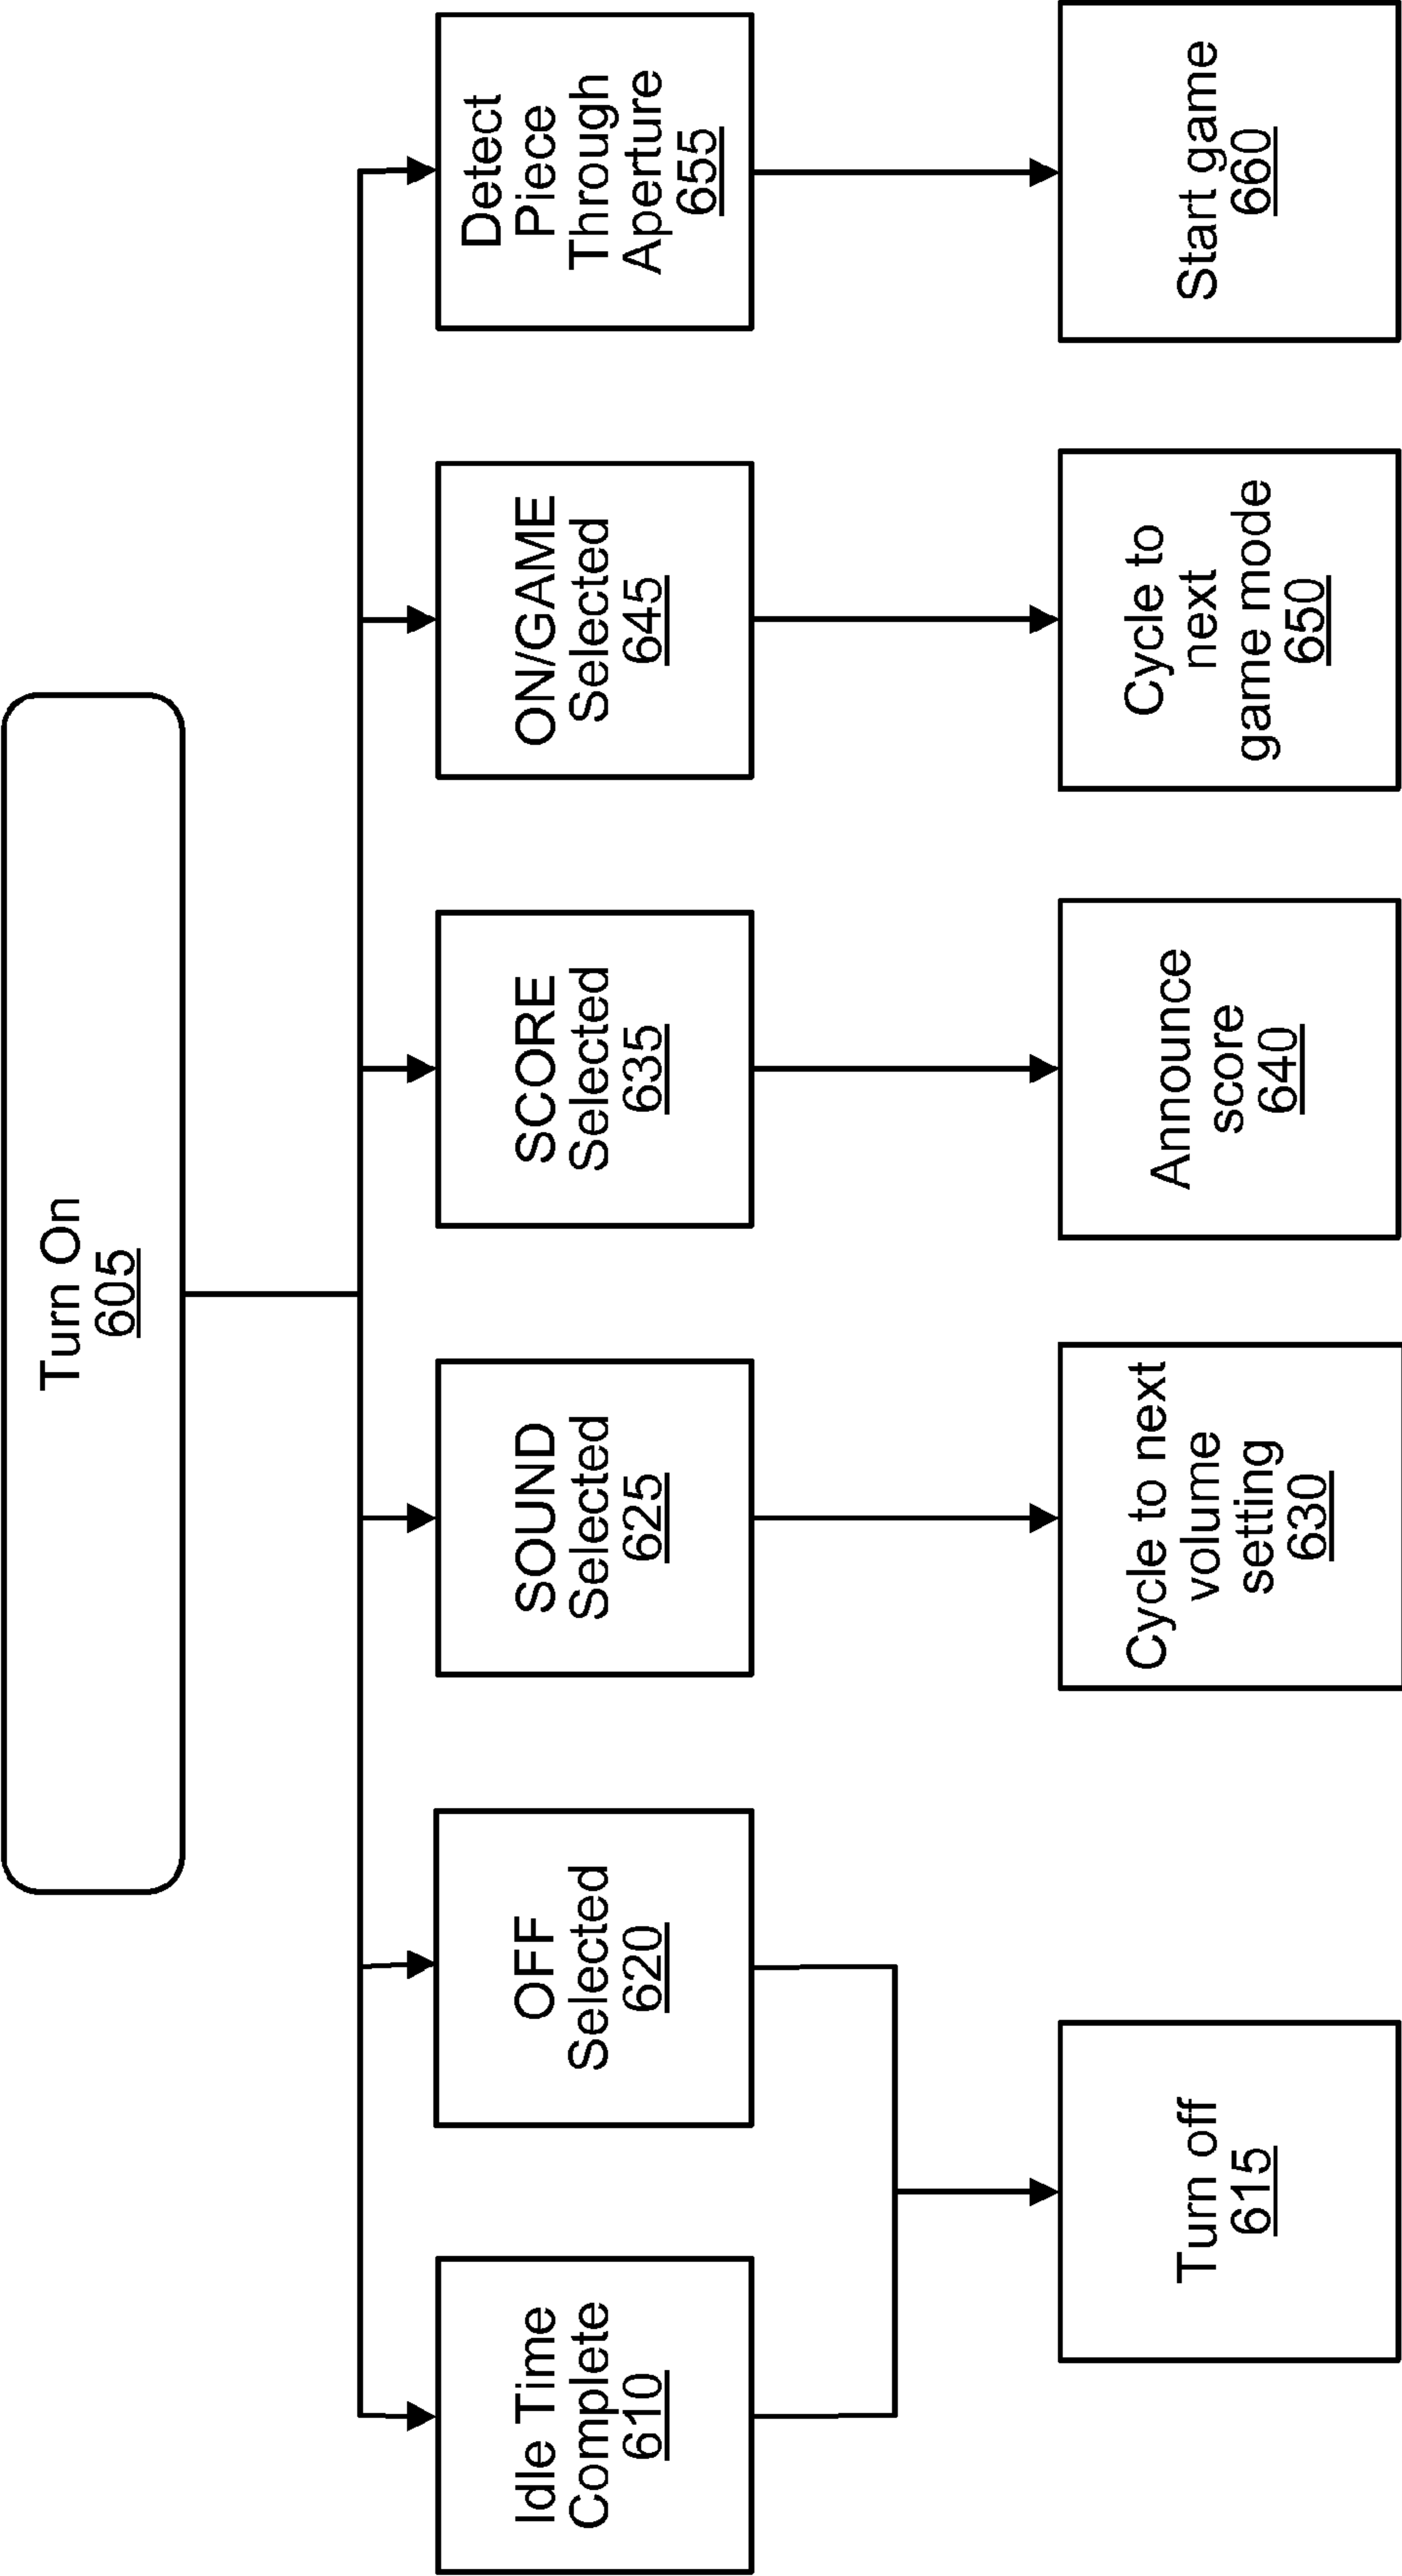 Turn On
605
Idle Time
Complete
610
OFF
Selected
620
SOUND
Selected
625
SCORE
Selected
635
ON/GAME
Selected
645
Detect
Piece
Through
Aperture
655
Turn off
615
Cycle to next
volume
setting
630
Announce
score
640
Cycle to
next
game mode
650
Start game
660